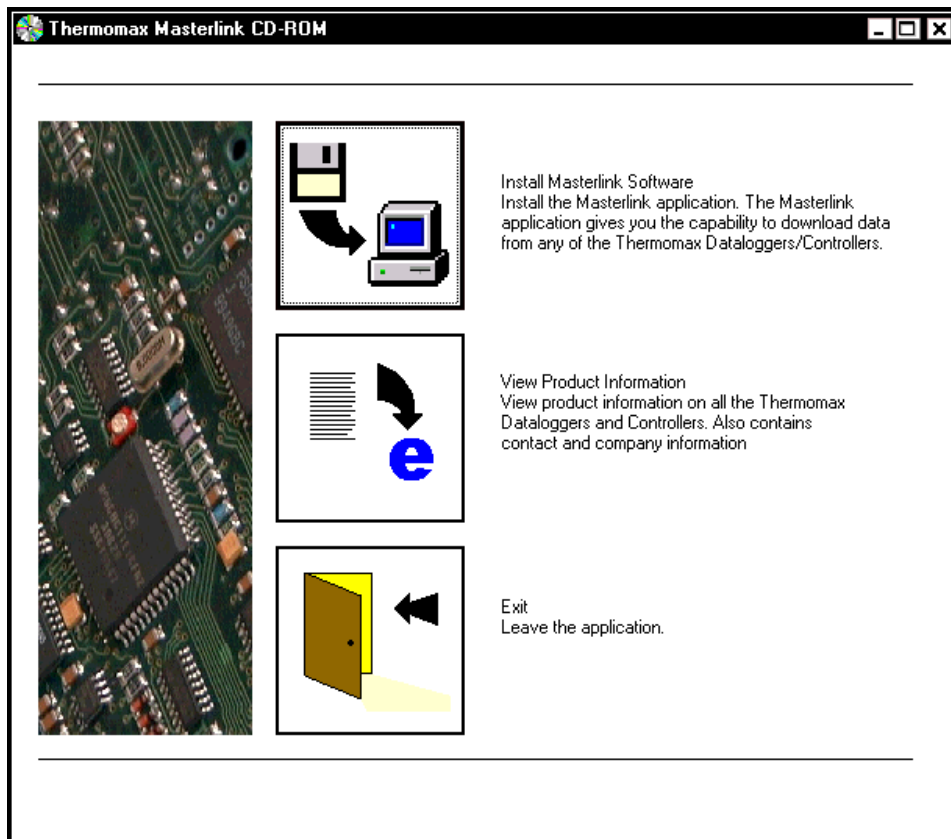 Thermomax Masterlink CD-ROM
Install Masterlink Software
Install the Masterlink application. The Masterlink
application gives you the capability to download data
from any of the Thermomax Dataloggers/Controllers.
View Product Information
View product information on all the Thermomax
Dataloggers and Controllers. Also contains
contact and company information
e
Exit
Leave the application.